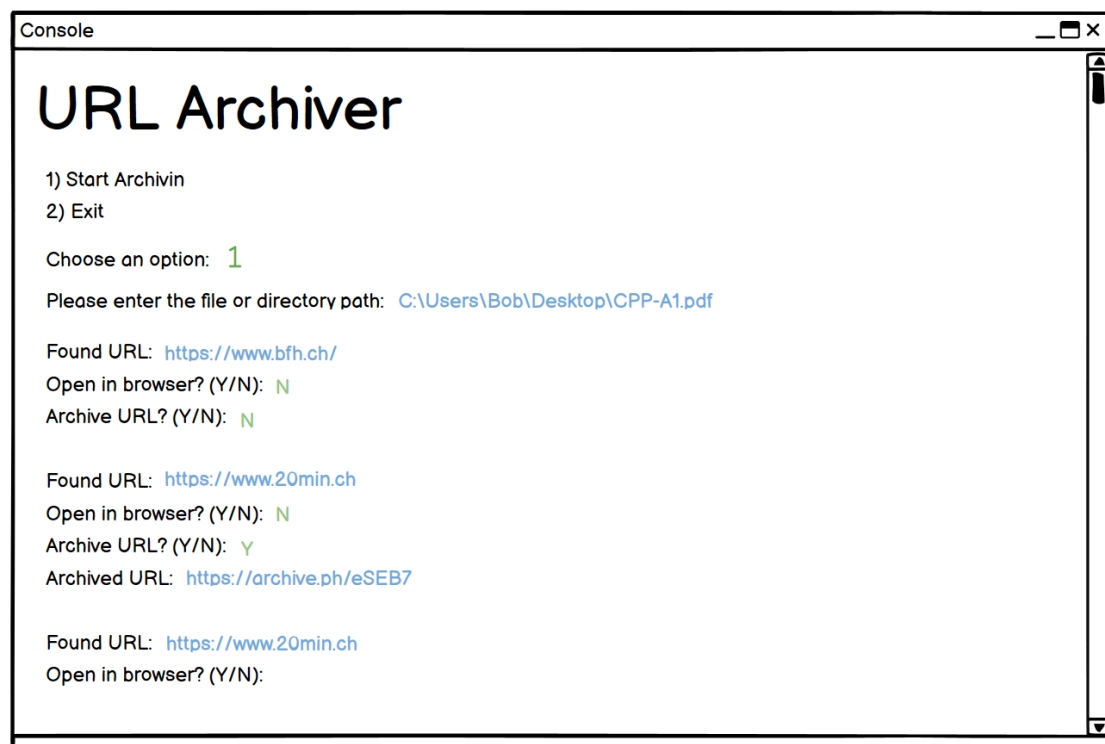 Console
URL Archiver
1) Start Archivin
2) Exit
Choose an option: 1
Please enter the file or directory path: C:\Users\Bob\Desktop\CPP-A1.pdf
Found URL: https://www.bfh.ch/
Open in browser? (Y/N): N
Archive URL? (Y/N): N
Found URL: https://www.20min.ch
Open in browser? (Y/N): N
Archive URL? (Y/N): Y
Archived URL: https://archive.ph/eSEB7
Found URL: https://www.20min.ch
Open in browser? (Y/N):